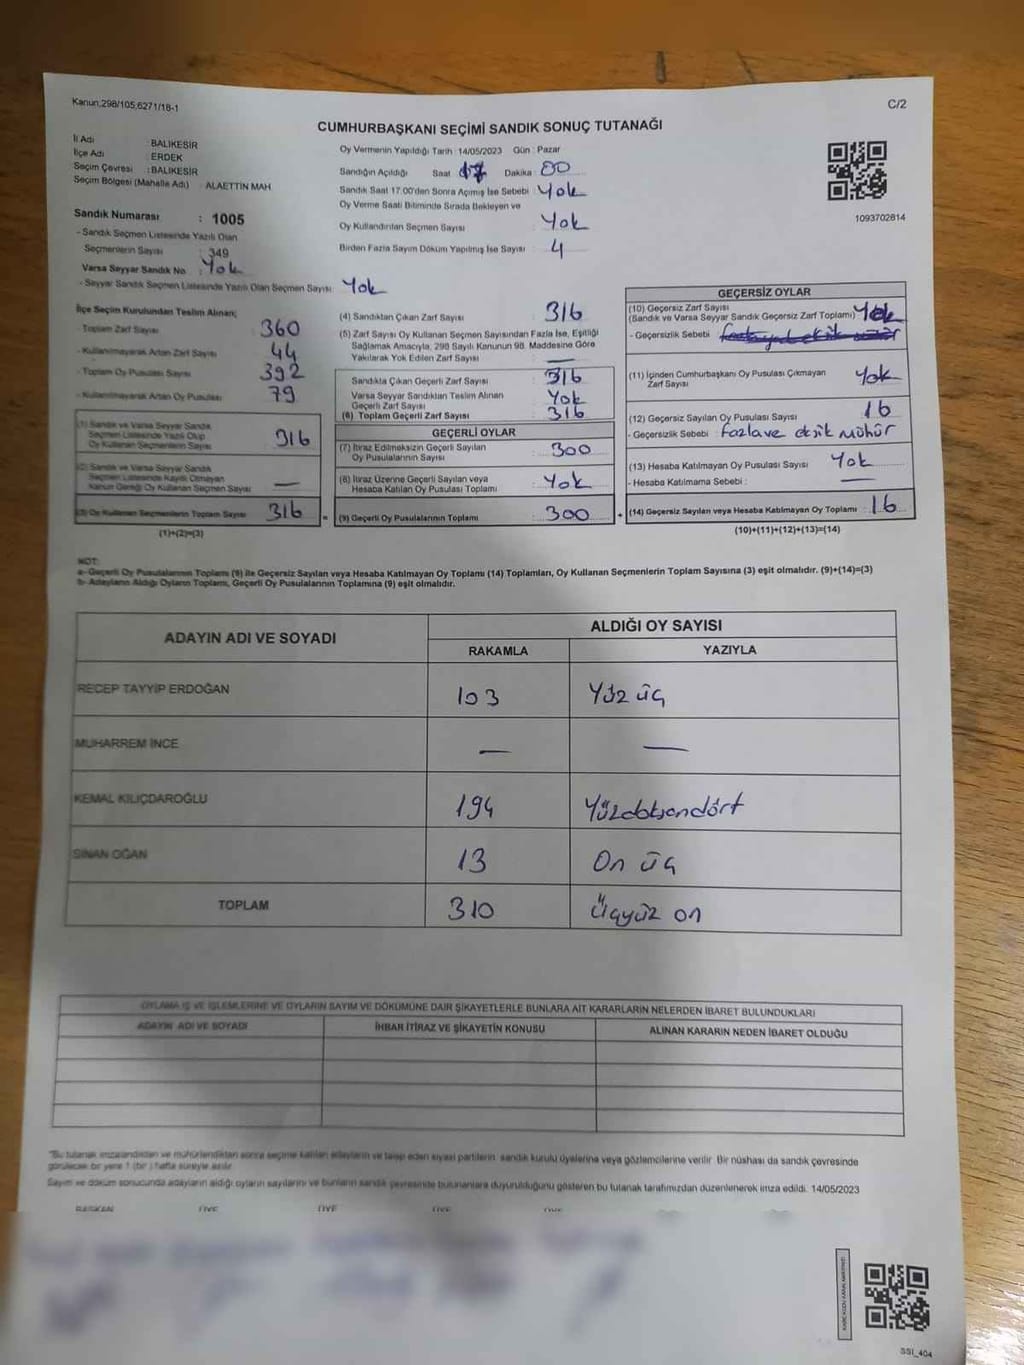 Kanun;298/105,6271/18-1
C/2
CUMHURBAŞKANI SEÇİMİ SANDIK SONUÇ TUTANAĞI
İl Adı : BALIKESİR
İlçe Adı : ERDEK
Seçim Çevresi : BALIKESİR
Seçim Bölgesi (Mahalle Adı) : ALAETTİN MAH
Oy Vermenin Yapıldığı Tarih : 14/05/2023 Gün : Pazar
Sandığın Açıldığı Saat : 17 Dakika : 00
Sandık Saat 17:00'den Sonra Açımış İse Sebebi : Yok
Oy Verme Saati Bitiminde Sırada Bekleyen ve
Oy Kullandırılan Seçmen Sayısı : Yok
Birden Fazla Sayım Döküm Yapılmış İse Sayısı : 4
1093702814
Sandık Numarası : 1005
- Sandık Seçmen Listesinde Yazılı Olan
Seçmenlerin Sayısı : 349
Varsa Seyyar Sandık No : Yok
- Seyyar Sandık Seçmen Listesinde Yazılı Olan Seçmen Sayısı : Yok
İlçe Seçim Kurulundan Teslim Alınan;
- Toplam Zarf Sayısı : 360
- Kullanılmayarak Artan Zarf Sayısı : 44
- Toplam Oy Pusulası Sayısı : 392
- Kullanılmayarak Artan Oy Pusulası : 79
(1) Sandık ve Varsa Seyyar Sandık
Seçmen Listesinde Yazılı Olup
Oy Kullanan Seçmenlerin Sayısı : 316
(2) Sandık ve Varsa Seyyar Sandık
Seçmen Listesinde Kayıtlı Olmayan
Kanun Gereği Oy Kullanan Seçmen Sayısı : —
(3) Oy Kullanan Seçmenlerin Toplam Sayısı : 316
(1)+(2)=(3)
(4) Sandıktan Çıkan Zarf Sayısı : 316
(5) Zarf Sayısı Oy Kullanan Seçmen Sayısından Fazla İse, Eşitliği
Sağlamak Amacıyla, 298 Sayılı Kanunun 98. Maddesine Göre
Yakılarak Yok Edilen Zarf Sayısı : —
Sandıkta Çıkan Geçerli Zarf Sayısı : 316
Varsa Seyyar Sandıktan Teslim Alınan
Geçerli Zarf Sayısı : Yok
(6) Toplam Geçerli Zarf Sayısı : 316
GEÇERLİ OYLAR
(7) İtiraz Edilmeksizin Geçerli Sayılan
Oy Pusulalarının Sayısı : 300
(8) İtiraz Üzerine Geçerli Sayılan veya
Hesaba Katılan Oy Pusulası Toplamı : Yok
(9) Geçerli Oy Pusulalarının Toplamı : 300
GEÇERSİZ OYLAR
(10) Geçersiz Zarf Sayısı
(Sandık ve Varsa Seyyar Sandık Geçersiz Zarf Toplamı) : Yok
- Geçersizlik Sebebi :
(11) İçinden Cumhurbaşkanı Oy Pusulası Çıkmayan
Zarf Sayısı : Yok
(12) Geçersiz Sayılan Oy Pusulası Sayısı : 16
- Geçersizlik Sebebi : fazlave eksik mühür
(13) Hesaba Katılmayan Oy Pusulası Sayısı : Yok
- Hesaba Katılmama Sebebi : —
(14) Geçersiz Sayılan veya Hesaba Katılmayan Oy Toplamı : 16
(10)+(11)+(12)+(13)=(14)
NOT:
a- Geçerli Oy Pusulalarının Toplamı (9) ile Geçersiz Sayılan veya Hesaba Katılmayan Oy Toplamı (14) Toplamları, Oy Kullanan Seçmenlerin Toplam Sayısına (3) eşit olmalıdır. (9)+(14)=(3)
b- Adayların Aldığı Oyların Toplamı, Geçerli Oy Pusulalarının Toplamına (9) eşit olmalıdır.
ADAYIN ADI VE SOYADI
ALDIĞI OY SAYISI
RAKAMLA YAZIYLA
RECEP TAYYİP ERDOĞAN 103 Yüz üç
MUHARREM İNCE — —
KEMAL KILIÇDAROĞLU 194 Yüzdoksandört
SİNAN OĞAN 13 On üç
TOPLAM 310 Üçyüz on
OYLAMA İŞ VE İŞLEMLERİNE VE OYLARIN SAYIM VE DÖKÜMÜNE DAİR ŞİKAYETLERLE BUNLARA AİT KARARLARIN NELERDEN İBARET BULUNDUKLARI
ADAYIN ADI VE SOYADI İHBAR İTİRAZ VE ŞİKAYETİN KONUSU ALINAN KARARIN NEDEN İBARET OLDUĞU
"Bu tutanak imzalandıktan ve mühürlendikten sonra seçime katılan adayların ve talep eden siyasi partilerin sandık kurulu üyelerine veya gözlemcilerine verilir. Bir nüshası da sandık çevresinde
görülecek bir yere 1 (bir) hafta süreyle asılır.
Sayım ve döküm sonucunda adayların aldığı oyların sayılarını ve bunların sandık çevresinde bulunanlara duyurulduğunu gösteren bu tutanak tarafımızdan düzenlenerek imza edildi. 14/05/2023
BAŞKAN ÜYE ÜYE ÜYE ÜYE
SSI_404